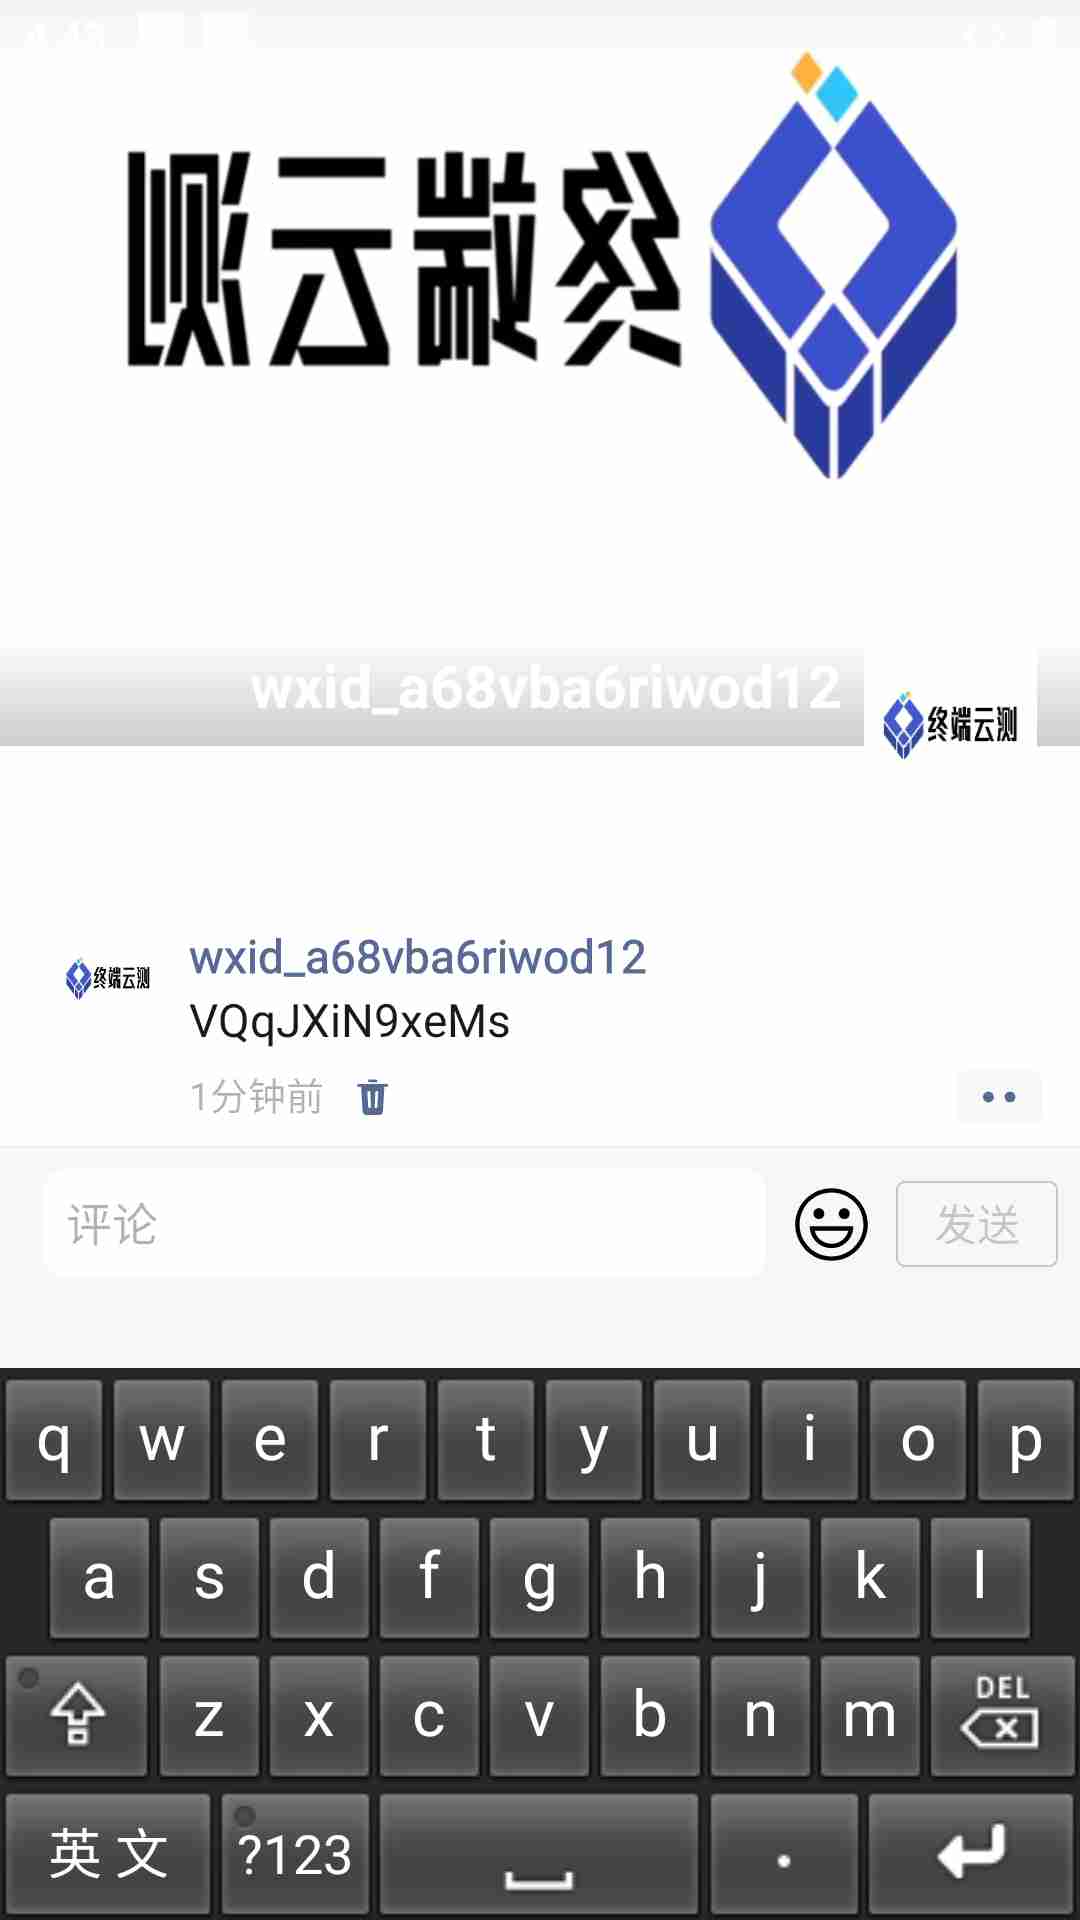 终端云测
wxid_a68vba6riwod12
终端云测
终端云测
wxid_a68vba6riwod12
VQqJXiN9xeMs
1分钟前
评论
发送
q w e r t y u i o p
a s d f g h j k l
z x c v b n m DEL
英文 ?123 .